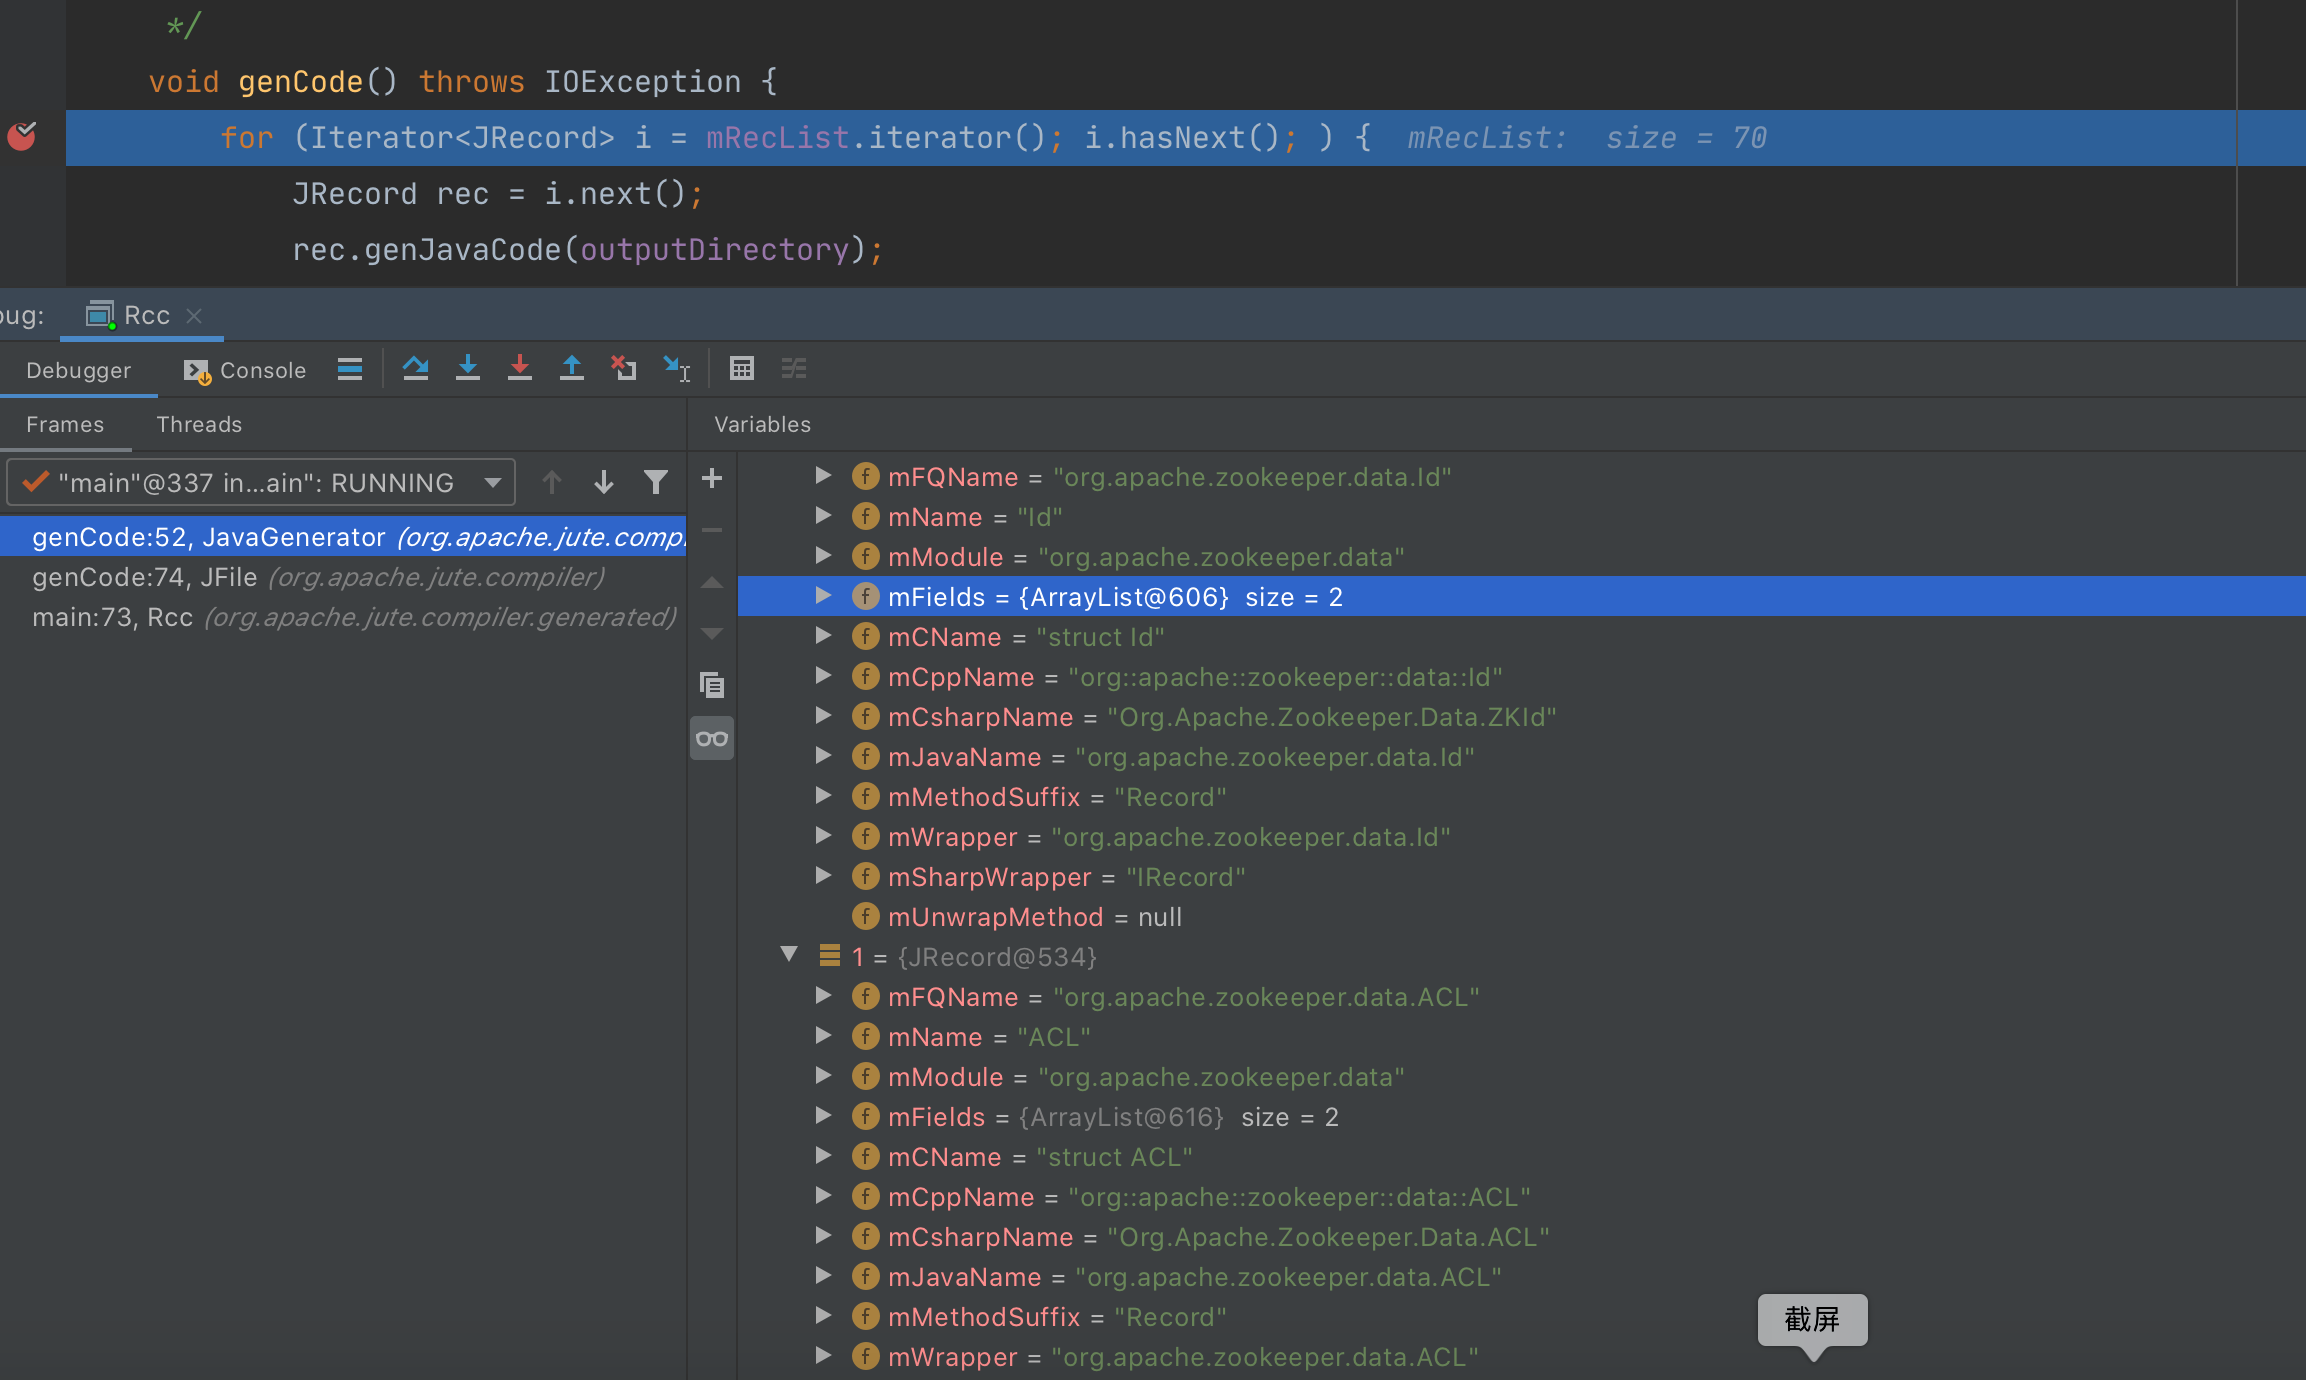 */
void genCode() throws IOException {
for (Iterator<JRecord> i = mRecList.iterator(); i.hasNext(); ) { mRecList: size = 70
JRecord rec = i.next();
rec.genJavaCode(outputDirectory);
bug: Rcc
Debugger Console
Frames Threads Variables
"main"@337 in...ain": RUNNING
genCode:52, JavaGenerator (org.apache.jute.compi
genCode:74, JFile (org.apache.jute.compiler)
main:73, Rcc (org.apache.jute.compiler.generated)
mFQName = "org.apache.zookeeper.data.Id"
mName = "Id"
mModule = "org.apache.zookeeper.data"
mFields = {ArrayList@606} size = 2
mCName = "struct Id"
mCppName = "org::apache::zookeeper::data::Id"
mCsharpName = "Org.Apache.Zookeeper.Data.ZKId"
mJavaName = "org.apache.zookeeper.data.Id"
mMethodSuffix = "Record"
mWrapper = "org.apache.zookeeper.data.Id"
mSharpWrapper = "IRecord"
mUnwrapMethod = null
1 = {JRecord@534}
mFQName = "org.apache.zookeeper.data.ACL"
mName = "ACL"
mModule = "org.apache.zookeeper.data"
mFields = {ArrayList@616} size = 2
mCName = "struct ACL"
mCppName = "org::apache::zookeeper::data::ACL"
mCsharpName = "Org.Apache.Zookeeper.Data.ACL"
mJavaName = "org.apache.zookeeper.data.ACL"
mMethodSuffix = "Record"
截屏
mWrapper = "org.apache.zookeeper.data.ACL"